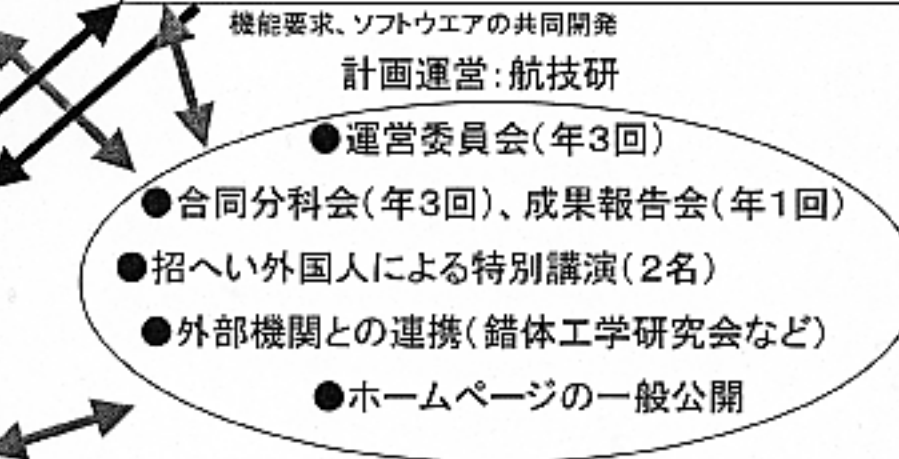 機能要求、ソフトウエアの共同開発
計画運営:航技研
●運営委員会(年3回)
●合同分科会(年3回)、成果報告会(年1回)
●招へい外国人による特別講演(2名)
●外部機関との連携(錯体工学研究会など)
●ホームページの一般公開